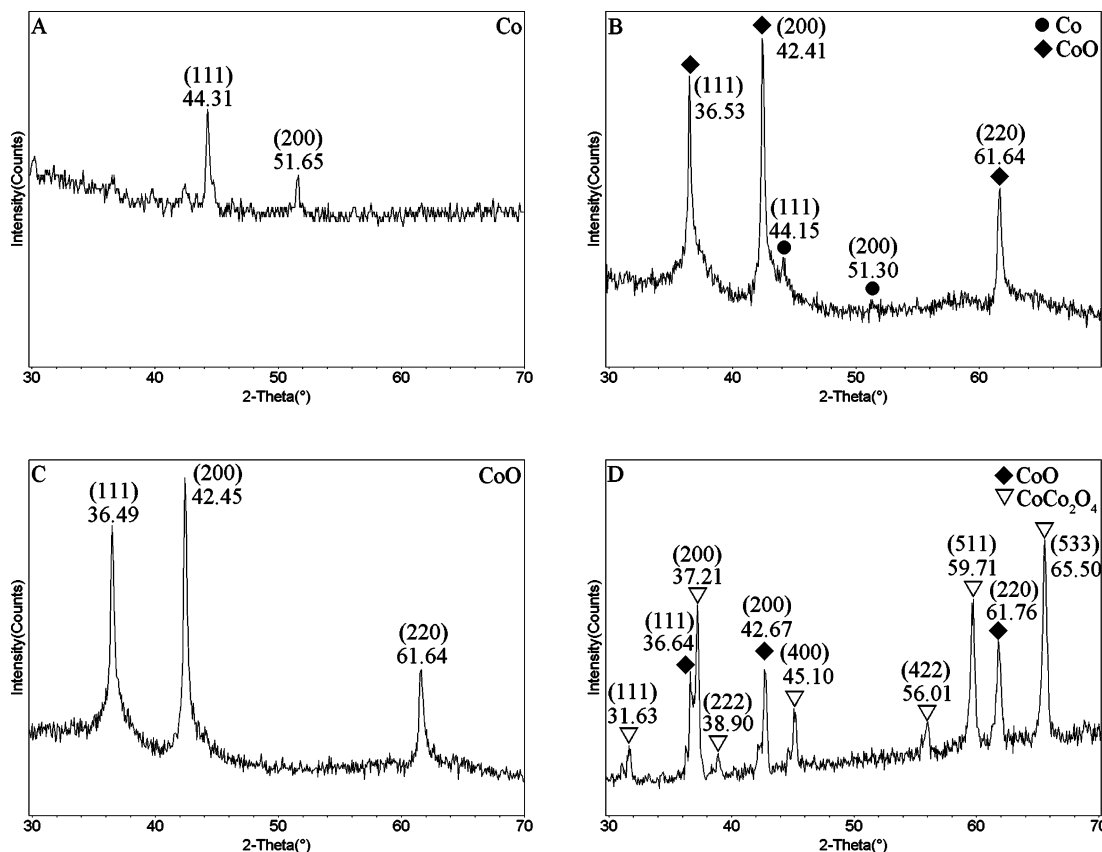 A
Co
(111)
44.31
(200)
51.65
Intensity(Counts)
30 40 50 60 70
2-Theta(°)
B
Co
CoO
(200)
42.41
(111)
36.53
(220)
61.64
(111)
44.15
(200)
51.30
Intensity(Counts)
30 40 50 60
2-Theta(°)
C
CoO
(200)
42.45
(111)
36.49
(220)
61.64
Intensity(Counts)
30 40 50 60 70
2-Theta(°)
D
CoO
CoCo₂O₄
(533)
65.50
(511)
59.71
(200)
37.21
(220)
61.76
(200)
42.67
(111)
36.64
(400)
45.10
(422)
56.01
(111)
31.63
(222)
38.90
Intensity(Counts)
30 40 50 60 70
2-Theta(°)